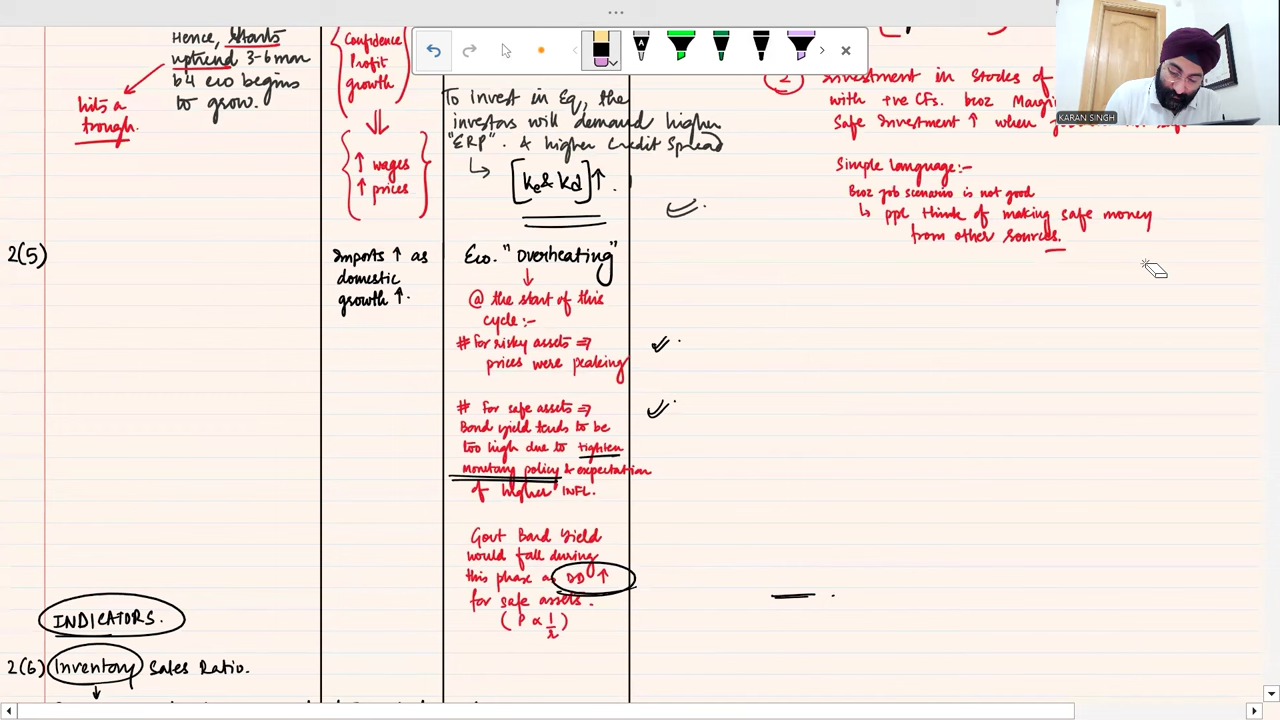 Hence, starts
uptrend 3-6 mon
b4 eco begins
to grow.
hits a
trough.
Confidence
Profit
growth
⇓
↑ wages
↑ prices
To invest in Eq, the
investors will demand higher
"ERP". & higher Credit Spread
↳ [ke & kd]↑.
2
Investment in Stocks of
with +ve CFs. bcoz Margi
Safe Investment ↑ when
KARAN SINGH
Simple language:-
Bcoz job scenario is not good
↳ ppl think of making safe money
from other sources.
2(5)
Imports ↑ as
domestic
growth ↑.
Eco. "Overheating"
↓
@ the start of this
cycle:-
# For risky assets ⇒
prices were peaking
# For safe assets ⇒
Bond yield tends to be
too high due to tighten
monetary policy & expectation
of higher INFL.
Govt Bond Yield
would fall during
this phase as DD ↑
for safe assets.
(P ∝ 1/r)
INDICATORS.
2(6) Inventory Sales Ratio.
↓